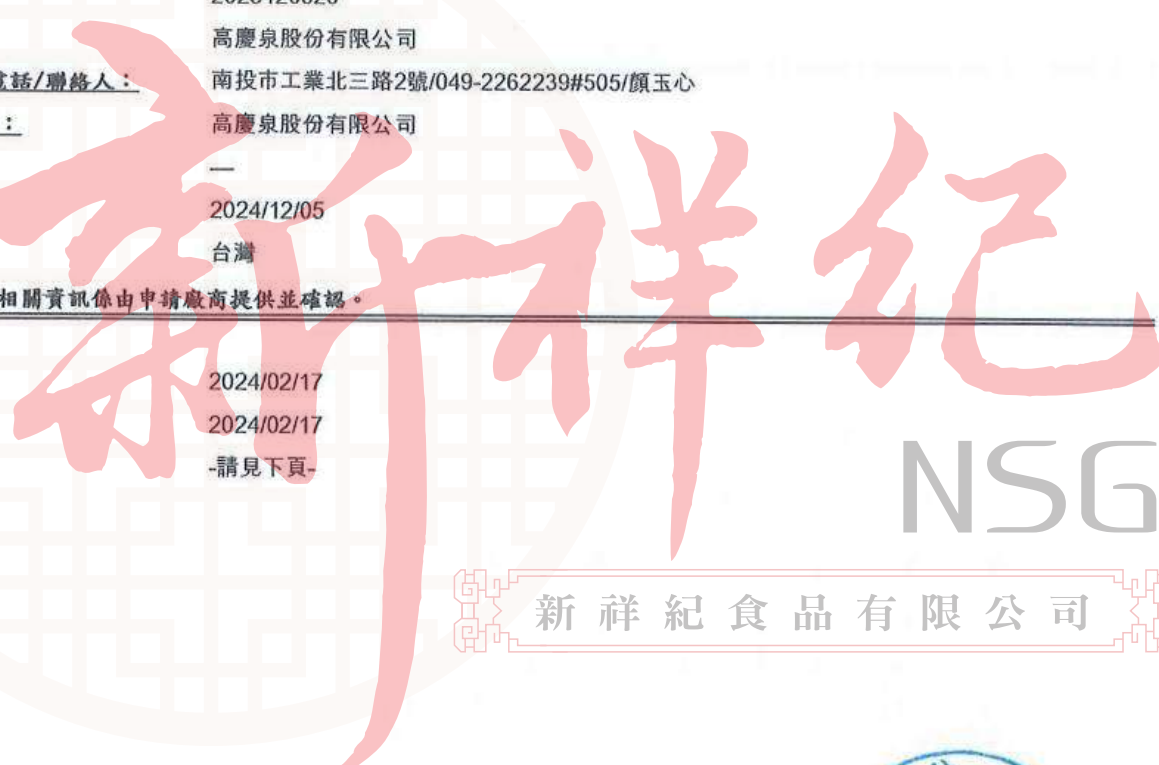 高慶泉股份有限公司
電話/聯絡人： 南投市工業北三路2號/049-2262239#505/顏玉心
： 高慶泉股份有限公司
—
2024/12/05
台灣
相關資訊係由申請廠商提供並確認。
2024/02/17
2024/02/17
-請見下頁-
新祥紀
NSG
新祥紀食品有限公司